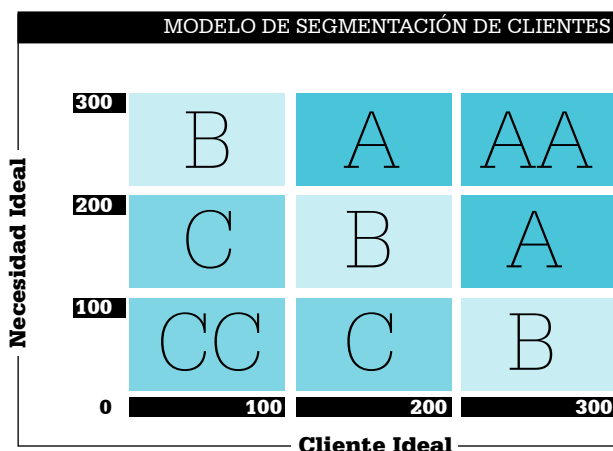 MODELO DE SEGMENTACIÓN DE CLIENTES
Necesidad Ideal
300
B A AA
200
C B A
100
CC C B
0 100 200 300
Cliente Ideal